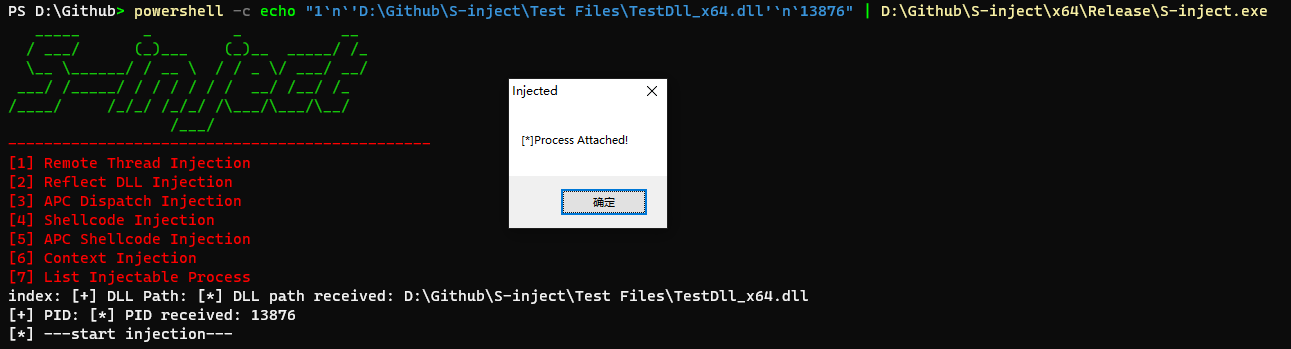 PS D:\Github> powershell -c echo "1`n`'D:\Github\S-inject\Test Files\TestDll_x64.dll'`n`13876" | D:\Github\S-inject\x64\Release\S-inject.exe
[1] Remote Thread Injection
[2] Reflect DLL Injection
[3] APC Dispatch Injection
[4] Shellcode Injection
[5] APC Shellcode Injection
[6] Context Injection
[7] List Injectable Process
index: [+] DLL Path: [*] DLL path received: D:\Github\S-inject\Test Files\TestDll_x64.dll
[+] PID: [*] PID received: 13876
[*] ---start injection---
Injected
[*]Process Attached!
确定